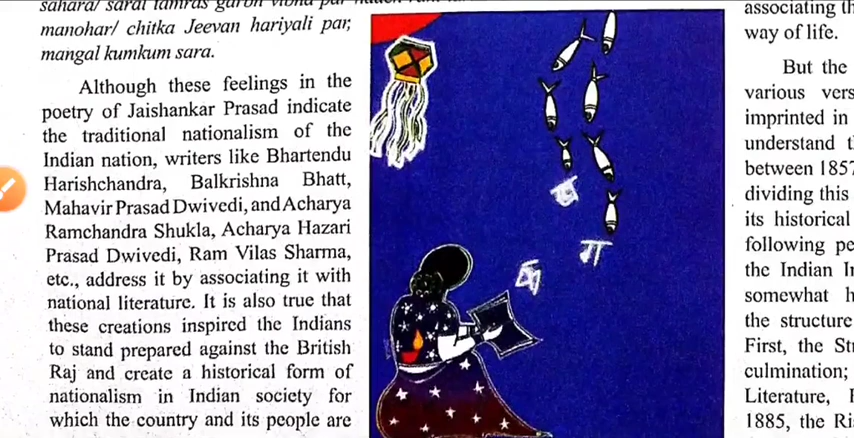 manohar/ chitka Jeevan hariyali par,
mangal kumkum sara.
Although these feelings in the
poetry of Jaishankar Prasad indicate
the traditional nationalism of the
Indian nation, writers like Bhartendu
Harishchandra, Balkrishna Bhatt,
Mahavir Prasad Dwivedi, and Acharya
Ramchandra Shukla, Acharya Hazari
Prasad Dwivedi, Ram Vilas Sharma,
etc., address it by associating it with
national literature. It is also true that
these creations inspired the Indians
to stand prepared against the British
Raj and create a historical form of
nationalism in Indian society for
which the country and its people are
associating
way of life.
But the
various
imprinted in
understand
between 1857
dividing this
its historical
following
the Indian
somewhat
the structure
First, the
culmination;
Literature,
1885, the